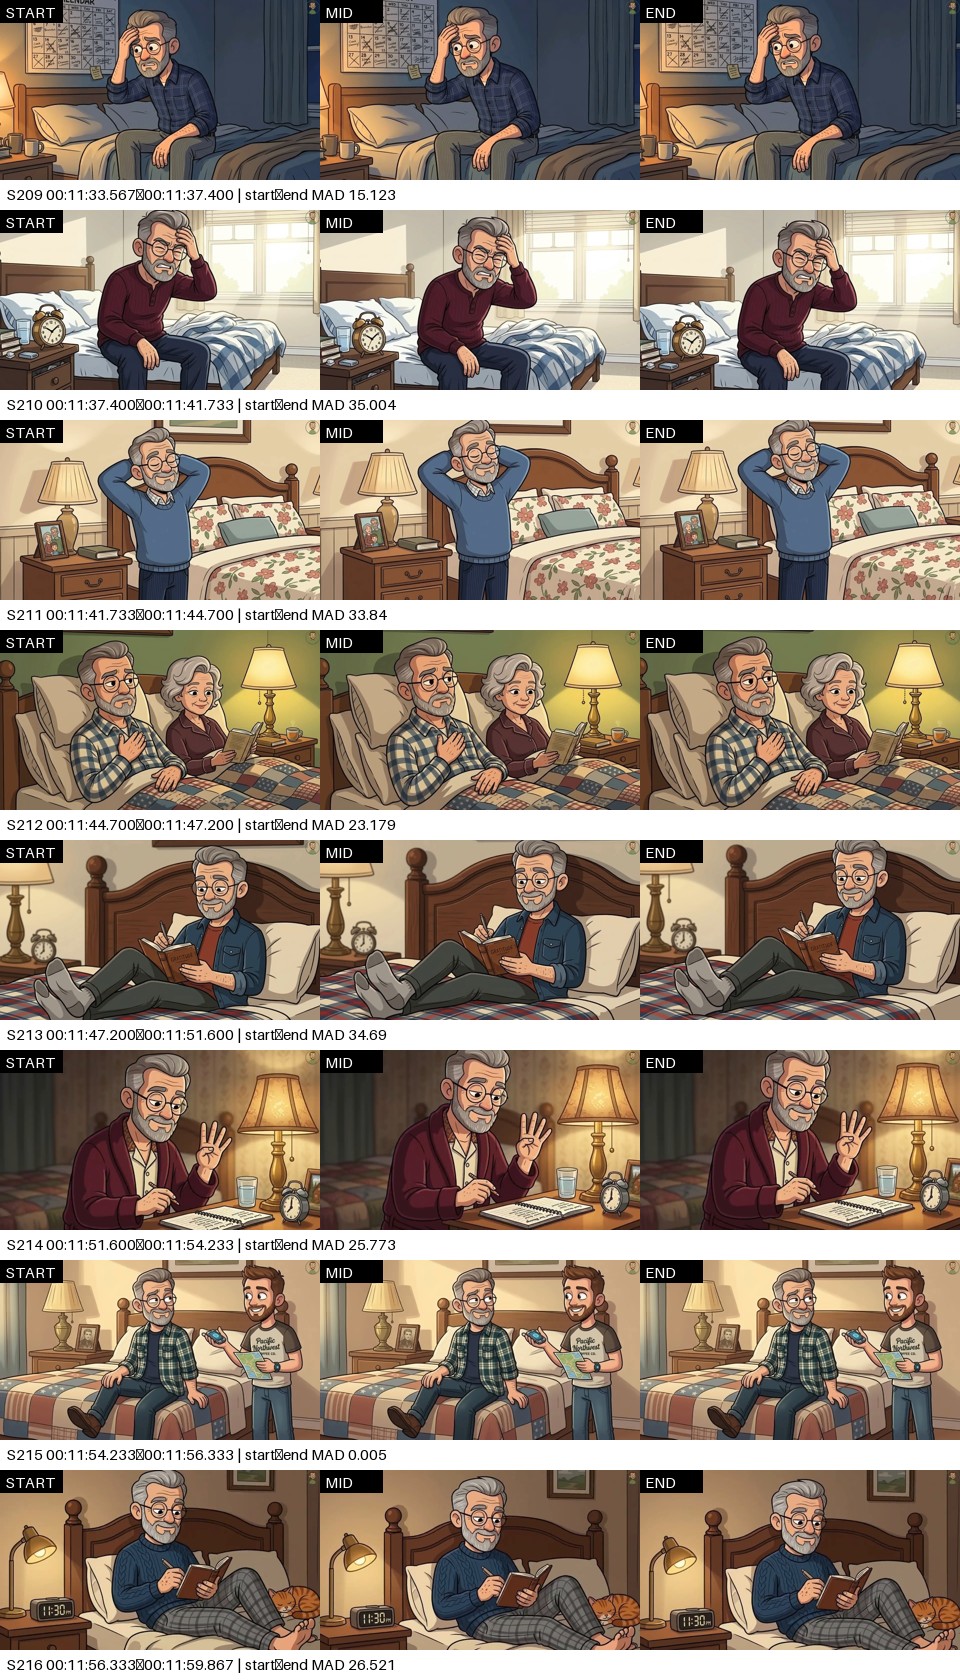 START MID END
CALENDAR
S209 00:11:33.567▯00:11:37.400 | start▯end MAD 15.123
START MID END
S210 00:11:37.400▯00:11:41.733 | start▯end MAD 35.004
START MID END
S211 00:11:41.733▯00:11:44.700 | start▯end MAD 33.84
START MID END
S212 00:11:44.700▯00:11:47.200 | start▯end MAD 23.179
START MID END
S213 00:11:47.200▯00:11:51.600 | start▯end MAD 34.69
START MID END
S214 00:11:51.600▯00:11:54.233 | start▯end MAD 25.773
START MID END
Pacific Pacific Pacific
Northwest Northwest Northwest
S215 00:11:54.233▯00:11:56.333 | start▯end MAD 0.005
START MID END
11:30 11:30 11:30
S216 00:11:56.333▯00:11:59.867 | start▯end MAD 26.521